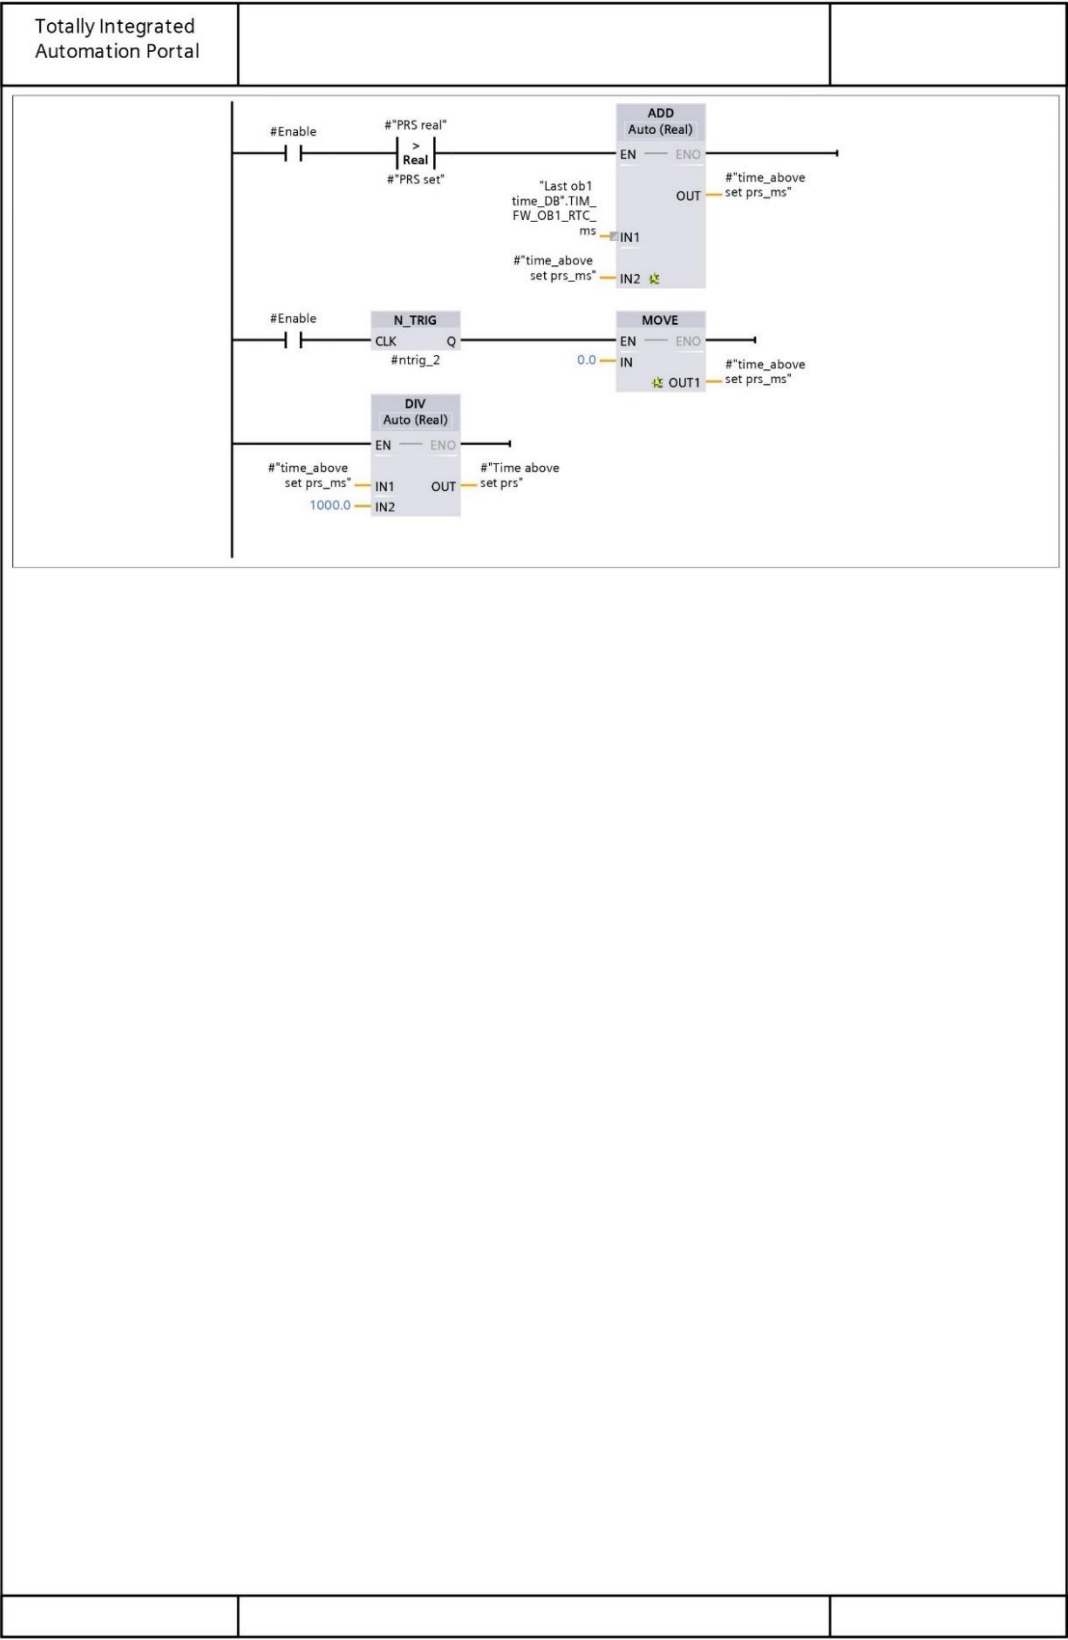 Totally Integrated
Automation Portal
#Enable
#"PRS real"
>
Real
#"PRS set"
ADD
Auto (Real)
EN
ENO
"Last ob1
time_DB".TIM_
FW_OB1_RTC_
ms
IN1
#"time_above
set prs_ms"
IN2
OUT
#"time_above
set prs_ms"
#Enable
N_TRIG
CLK
Q
#ntrig_2
MOVE
EN
ENO
0.0
IN
OUT1
#"time_above
set prs_ms"
DIV
Auto (Real)
EN
ENO
#"time_above
set prs_ms"
IN1
1000.0
IN2
OUT
#"Time above
set prs"